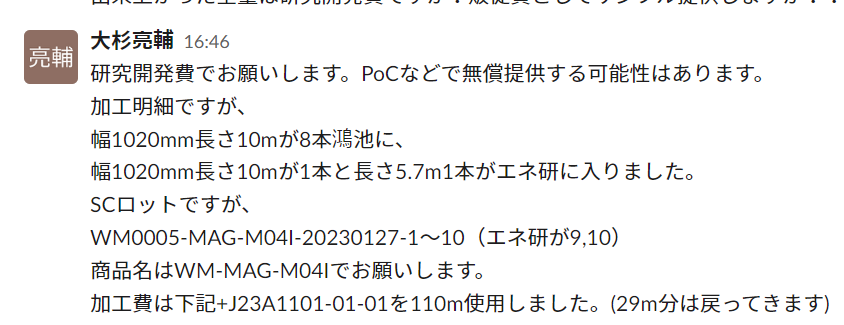 大杉亮輔 16:46
亮輔
研究開発費でお願いします。PoCなどで無償提供する可能性はあります。
加工明細ですが、
幅1020mm長さ10mが8本鴻池に、
幅1020mm長さ10mが1本と長さ5.7m1本がエネ研に入りました。
SCロットですが、
WM0005-MAG-M04I-20230127-1～10（エネ研が9,10）
商品名はWM-MAG-M04Iでお願いします。
加工費は下記+J23A1101-01-01を110m使用しました。(29m分は戻ってきます)